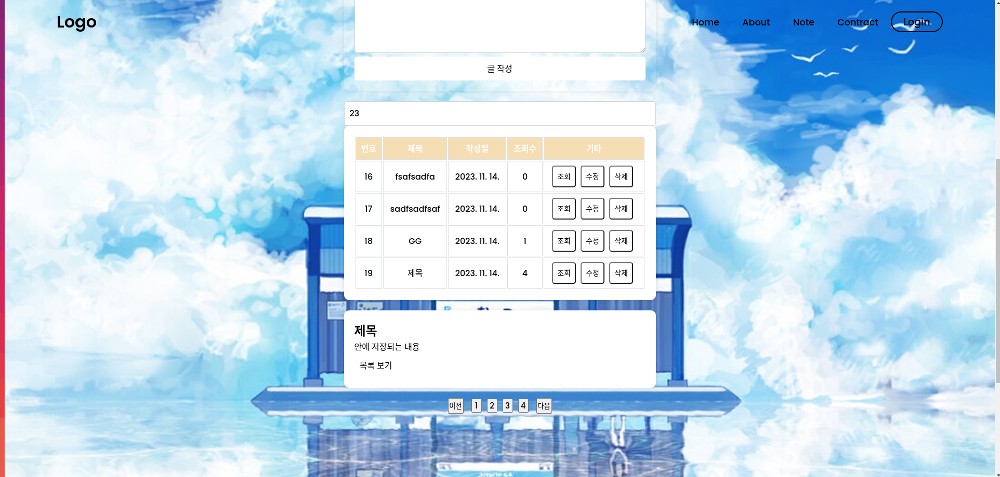 Logo Home About Note Contract Login
글 작성
23
번호 제목 작성일 조회수 기타
16 fsafsadfa 2023. 11. 14. 0 조회 수정 삭제
17 sadfsadfsaf 2023. 11. 14. 0 조회 수정 삭제
18 GG 2023. 11. 14. 1 조회 수정 삭제
19 제목 2023. 11. 14. 4 조회 수정 삭제
제목
안에 저장되는 내용
목록 보기
이전 1 2 3 4 다음